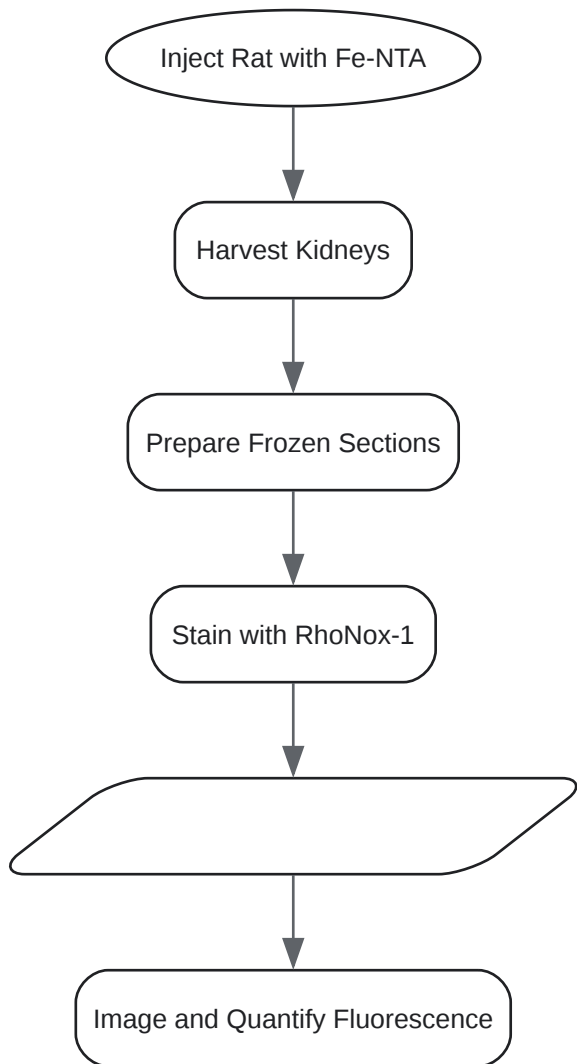 Inject Rat with Fe-NTA
Harvest Kidneys
Prepare Frozen Sections
Stain with RhoNox-1
Image and Quantify Fluorescence